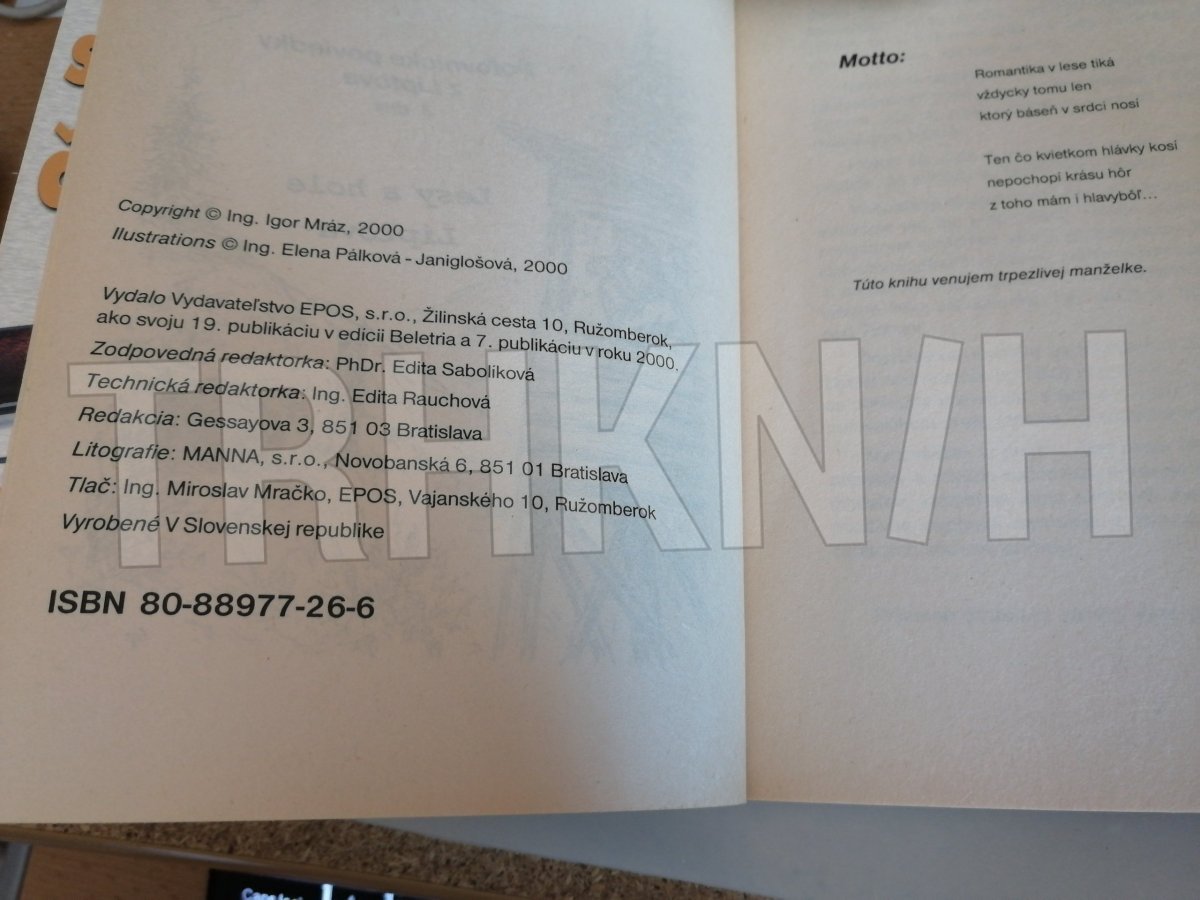 Copyright © Ing. Igor Mráz, 2000
Ilustrations © Ing. Elena Pálková - Janiglošová, 2000
Vydalo Vydavateľstvo EPOS, s.r.o., Žilinská cesta 10, Ružomberok,
ako svoju 19. publikáciu v edícii Beletria a 7. publikáciu v roku 2000.
Zodpovedná redaktorka: PhDr. Edita Sabolíková
Technická redaktorka: Ing. Edita Rauchová
Redakcia: Gessayova 3, 851 03 Bratislava
Litografie: MANNA, s.r.o., Novobanská 6, 851 01 Bratislava
Tlač: Ing. Miroslav Mračko, EPOS, Vajanského 10, Ružomberok
Vyrobené V Slovenskej republike
ISBN 80-88977-26-6
Motto:
Romantika v lese tiká
vždycky tomu len
ktorý báseň v srdci nosí
Ten čo kvietkom hlávky kosí
nepochopí krásu hôr
z toho mám i hlavybôľ...
Túto knihu venujem trpezlivej manželke.
TRHKN/H